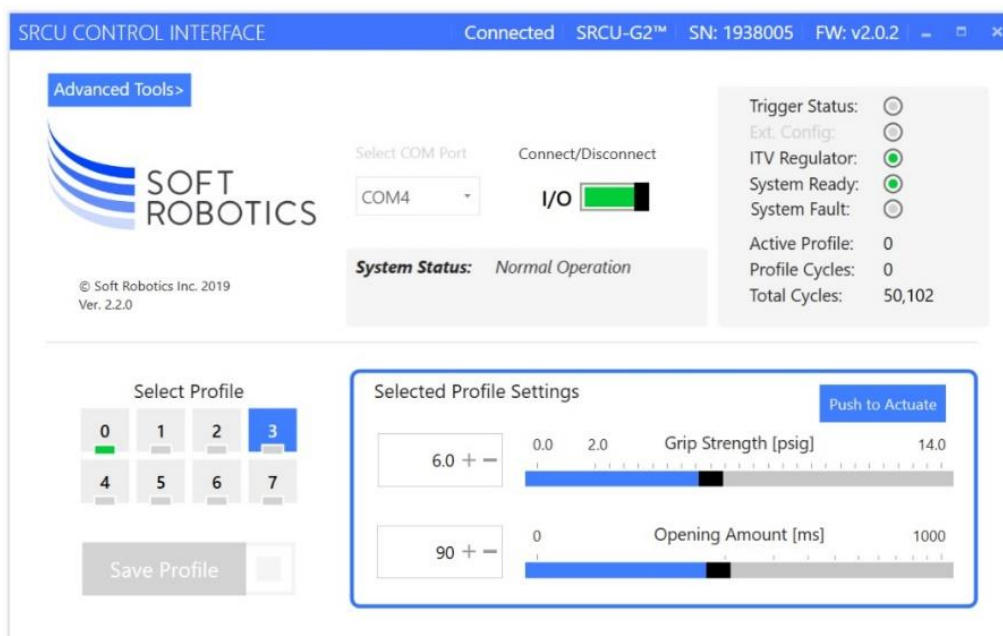 SRCU CONTROL INTERFACE Connected SRCU-G2™ SN: 1938005 FW: v2.0.2
Advanced Tools>
SOFT
ROBOTICS
© Soft Robotics Inc. 2019
Ver. 2.2.0
Select COM Port Connect/Disconnect
COM4 I/O
System Status: Normal Operation
Trigger Status:
Ext. Config:
ITV Regulator:
System Ready:
System Fault:
Active Profile: 0
Profile Cycles: 0
Total Cycles: 50,102
Select Profile
0 1 2 3
4 5 6 7
Save Profile
Selected Profile Settings
Push to Actuate
6.0 + −
0.0 2.0 Grip Strength [psig] 14.0
90 + −
0 Opening Amount [ms] 1000